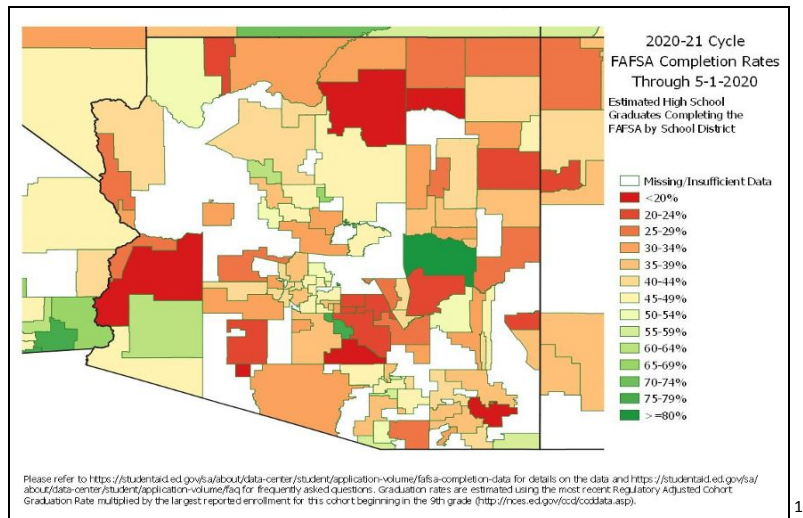 2020-21 Cycle
FAFSA Completion Rates
Through 5-1-2020
Estimated High School
Graduates Completing the
FAFSA by School District
Missing/Insufficient Data
<20%
20-24%
25-29%
30-34%
35-39%
40-44%
45-49%
50-54%
55-59%
60-64%
65-69%
70-74%
75-79%
>=80%
Please refer to https://studentaid.ed.gov/sa/about/data-center/student/application-volume/fafsa-completion-data for details on the data and https://studentaid.ed.gov/sa/
about/data-center/student/application-volume/faq for frequently asked questions. Graduation rates are estimated using the most recent Regulatory Adjusted Cohort
Graduation Rate multiplied by the largest reported enrollment for this cohort beginning in the 9th grade (http://nces.ed.gov/ccd/ccddata.asp).
1